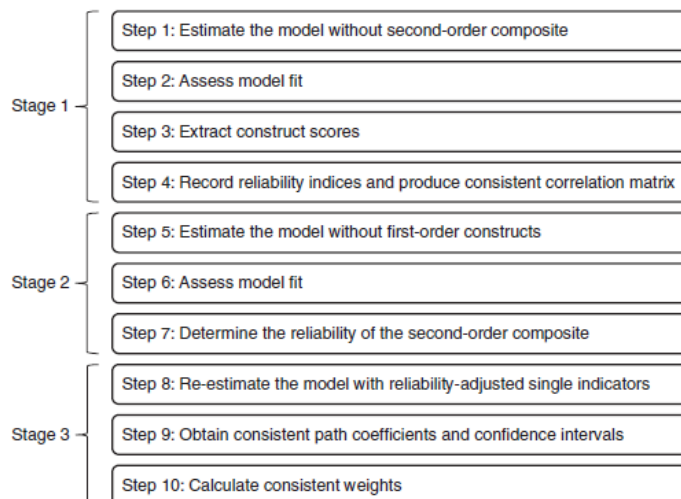 Stage 1
Step 1: Estimate the model without second-order composite
Step 2: Assess model fit
Step 3: Extract construct scores
Step 4: Record reliability indices and produce consistent correlation matrix
Stage 2
Step 5: Estimate the model without first-order constructs
Step 6: Assess model fit
Step 7: Determine the reliability of the second-order composite
Stage 3
Step 8: Re-estimate the model with reliability-adjusted single indicators
Step 9: Obtain consistent path coefficients and confidence intervals
Step 10: Calculate consistent weights